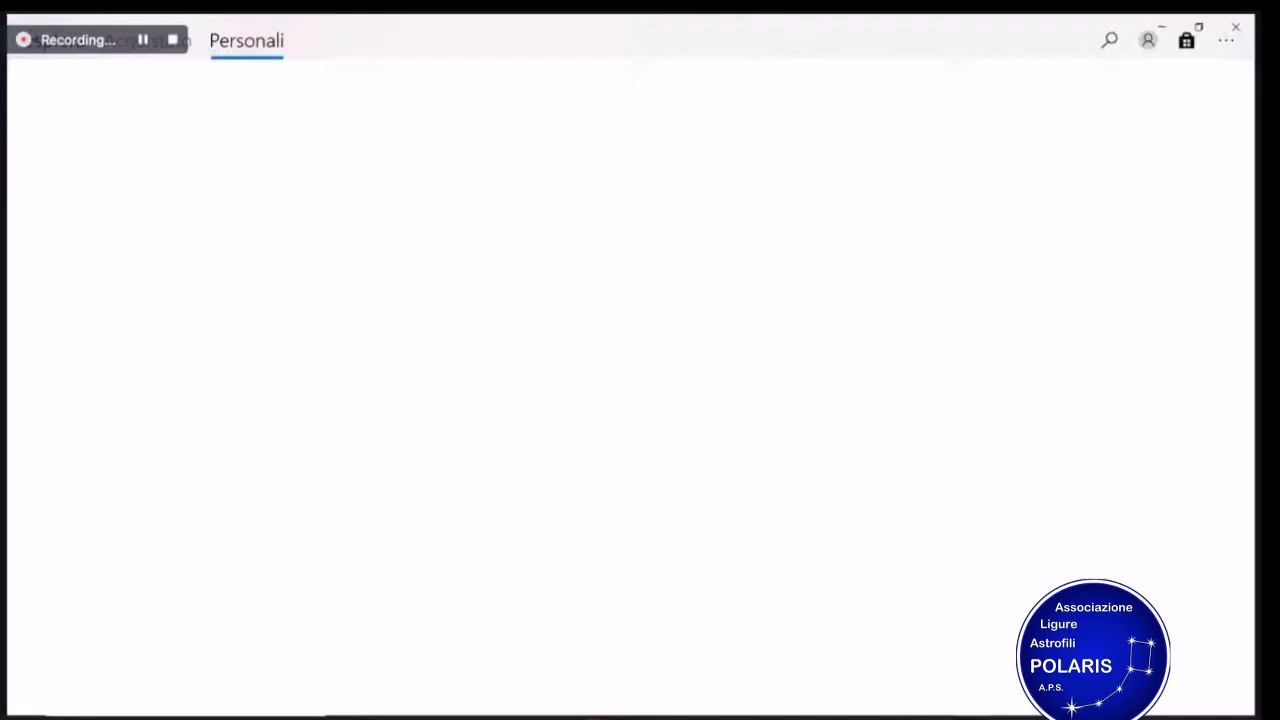 Recording...
Personali
Associazione
Ligure
Astrofili
POLARIS
A.P.S.